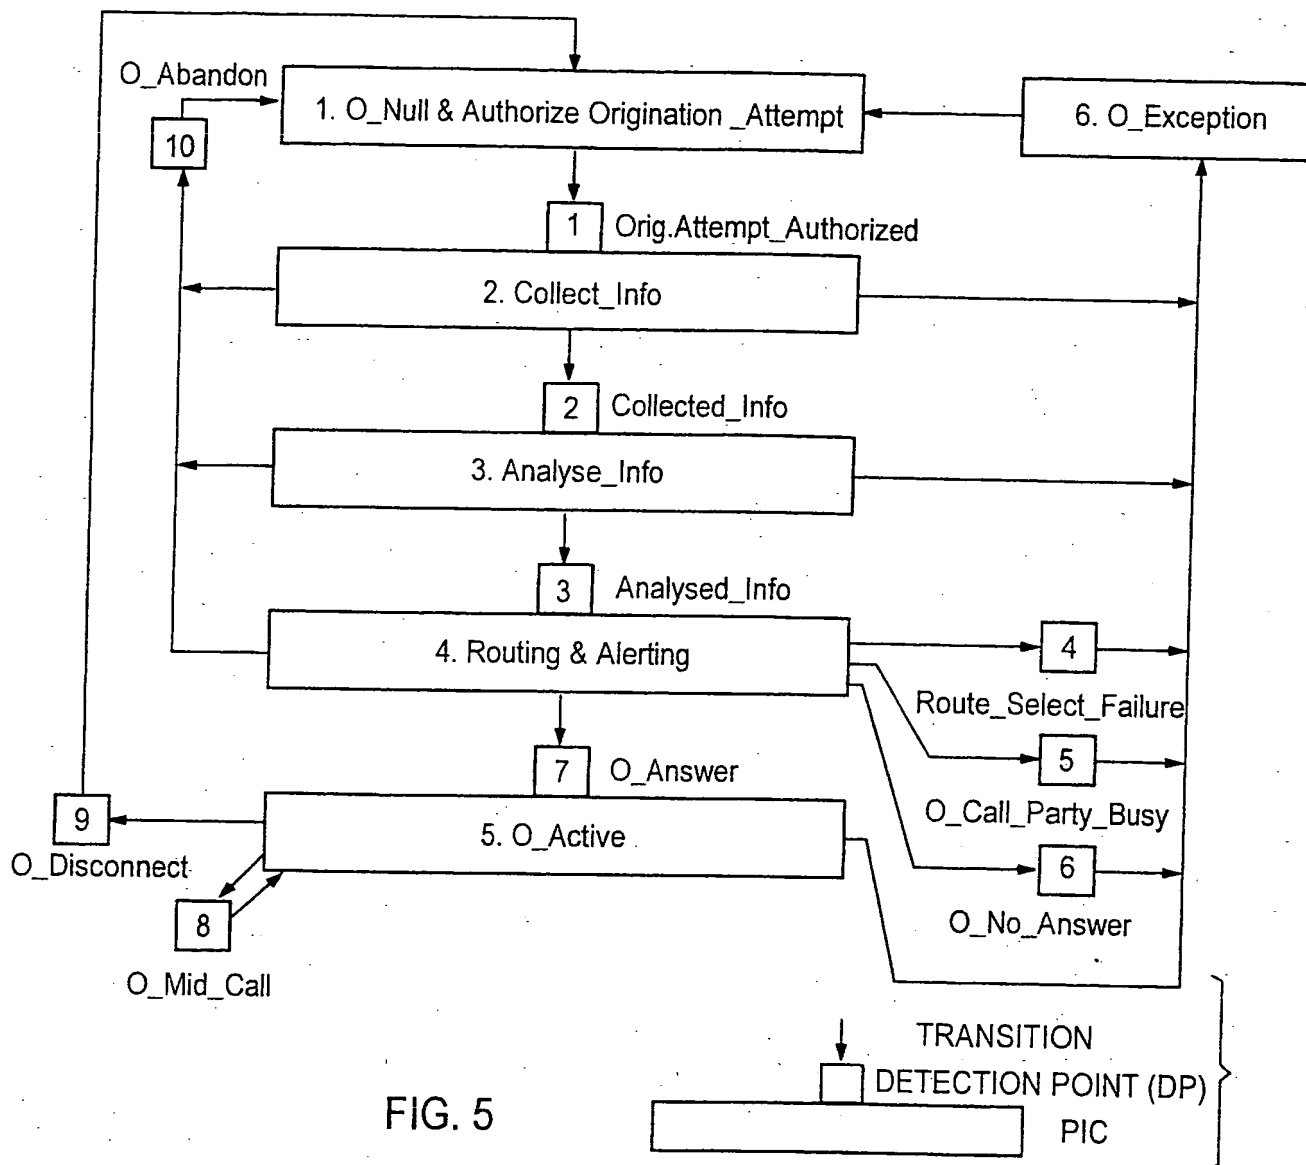 O_Abandon
10
1. O_Null & Authorize Origination _Attempt
6. O_Exception
1
Orig.Attempt_Authorized
2. Collect_Info
2
Collected_Info
3. Analyse_Info
3
Analysed_Info
4. Routing & Alerting
4
Route_Select_Failure
7
O_Answer
5
O_Call_Party_Busy
9
O_Disconnect
5. O_Active
6
O_No_Answer
8
O_Mid_Call
TRANSITION
DETECTION POINT (DP)
PIC
FIG. 5